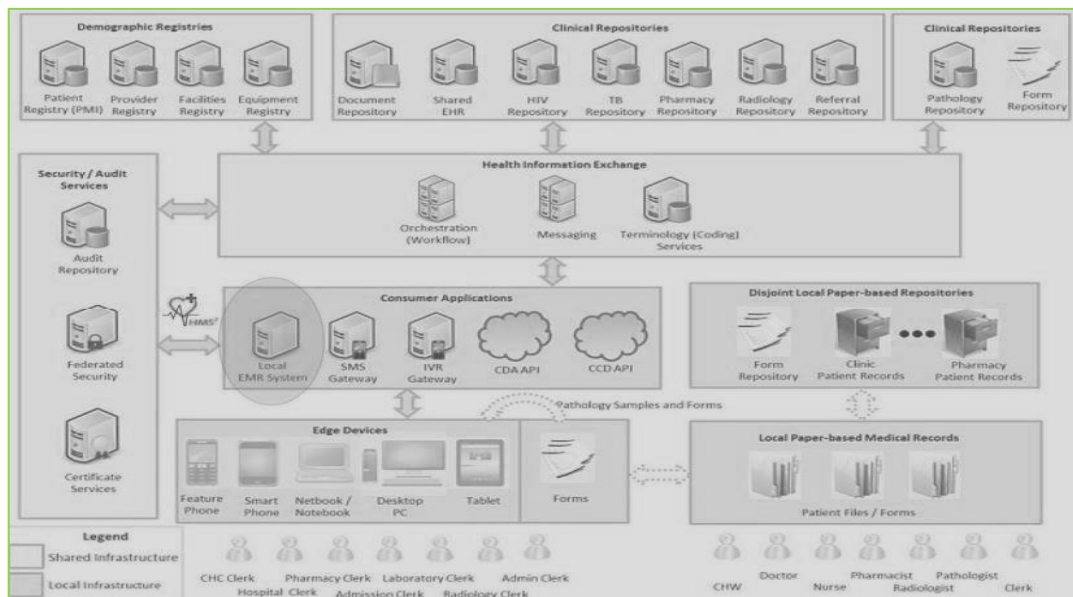 Demographic Registries
Patient
Registry (PMI)
Provider
Registry
Facilities
Registry
Equipment
Registry
Clinical Repositories
Document
Repository
Shared
EHR
HIV
Repository
TB
Repository
Pharmacy
Repository
Radiology
Repository
Referral
Repository
Clinical Repositories
Pathology
Repository
Form
Repository
Security / Audit
Services
Audit
Repository
Federated
Security
Certificate
Services
Health Information Exchange
Orchestration
(Workflow)
Messaging
Terminology (Coding)
Services
HIMS²
Consumer Applications
Local
EMR System
SMS
Gateway
IVR
Gateway
CDA API
CCD API
Disjoint Local Paper-based Repositories
Form
Repository
Clinic
Patient Records
Pharmacy
Patient Records
Pathology Samples and Forms
Edge Devices
Feature
Phone
Smart
Phone
Netbook /
Notebook
Desktop
PC
Tablet
Forms
Local Paper-based Medical Records
Patient Files / Forms
Legend
Shared Infrastructure
Local Infrastructure
CHC Clerk
Hospital Clerk
Pharmacy Clerk
Admission Clerk
Laboratory Clerk
Radiology Clerk
Admin Clerk
CHW
Doctor
Nurse
Pharmacist
Radiologist
Pathologist
Clerk